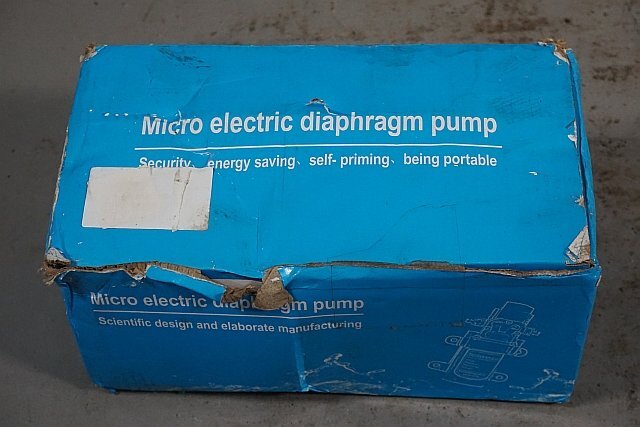 Micro electric diaphragm pump
Security、energy saving、self- priming、being portable
Micro electric diaphragm pump
Scientific design and elaborate manufacturing